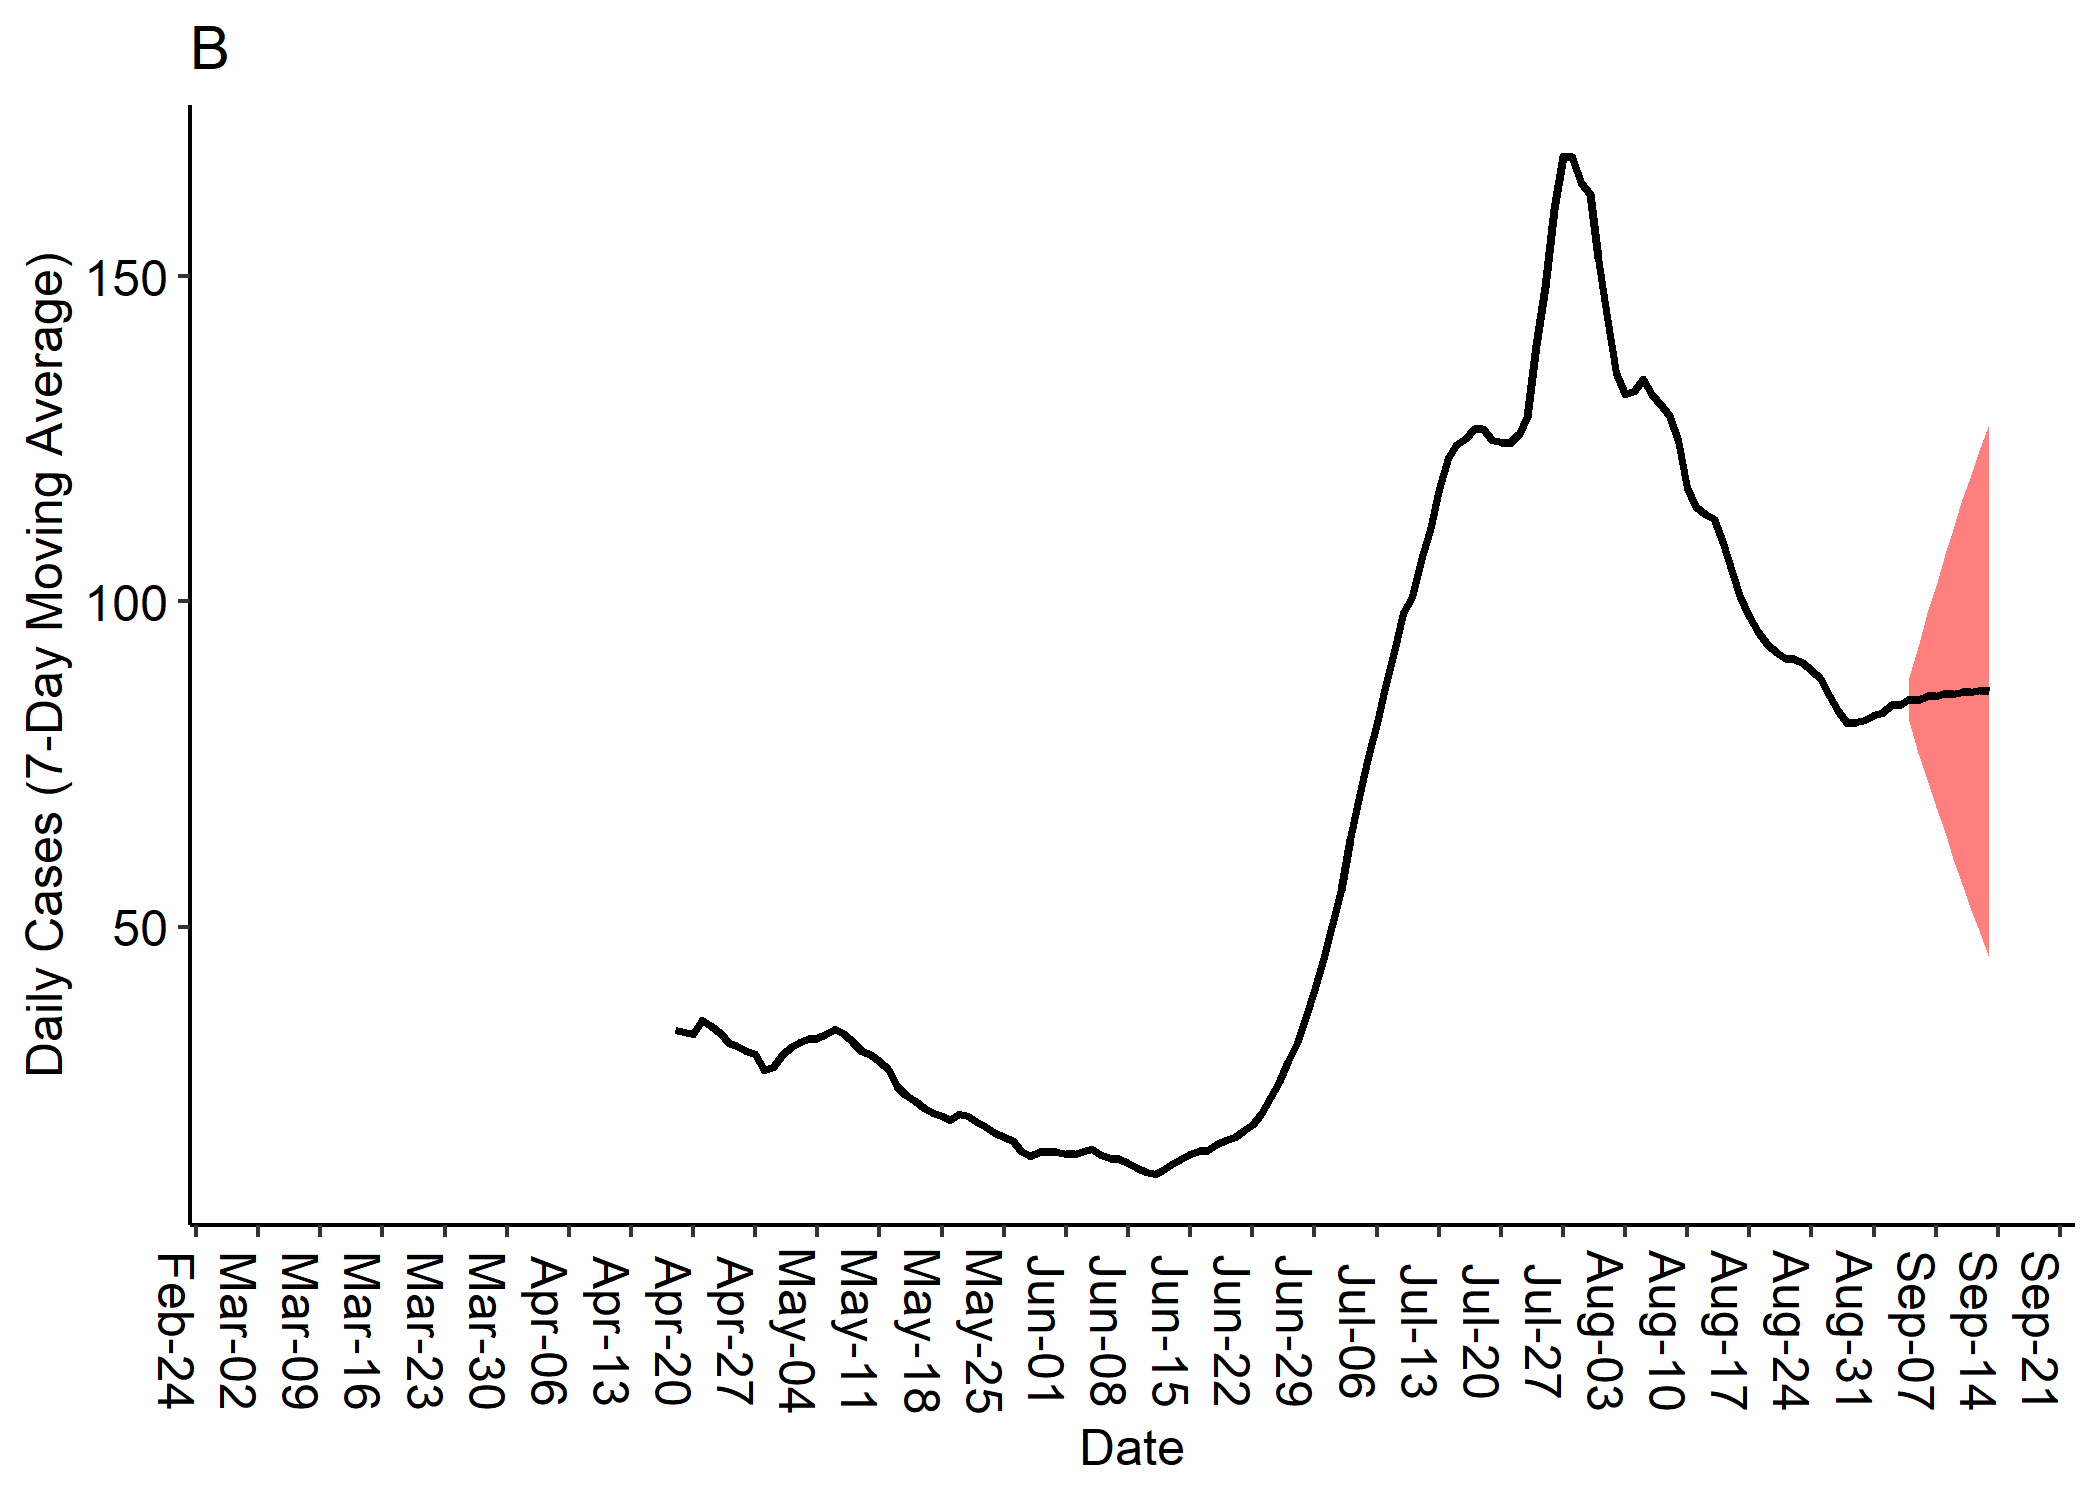 B
Daily Cases (7-Day Moving Average)
150
100
50
Feb-24
Mar-02
Mar-09
Mar-16
Mar-23
Mar-30
Apr-06
Apr-13
Apr-20
Apr-27
May-04
May-11
May-18
May-25
Jun-01
Jun-08
Jun-15
Jun-22
Jun-29
Jul-06
Jul-13
Jul-20
Jul-27
Aug-03
Aug-10
Aug-17
Aug-24
Aug-31
Sep-07
Sep-14
Sep-21
Date